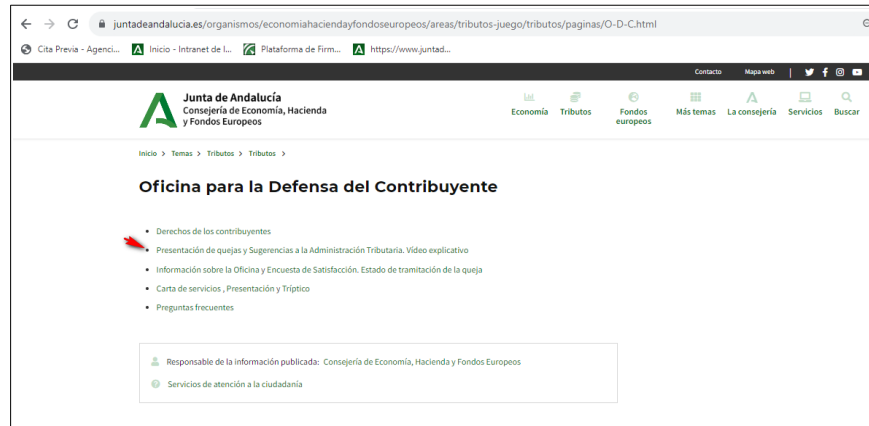 juntadeandalucia.es/organismos/economiahaciendayfondoseuropeos/areas/tributos-juego/tributos/paginas/O-D-C.html
Cita Previa - Agenci... Inicio - Intranet de l... Plataforma de Firm... https://www.juntad...
Contacto Mapa web
Junta de Andalucía
Consejería de Economía, Hacienda
y Fondos Europeos
Economía Tributos Fondos europeos Más temas La consejería Servicios Buscar
Inicio > Temas > Tributos > Tributos >
Oficina para la Defensa del Contribuyente
• Derechos de los contribuyentes
• Presentación de quejas y Sugerencias a la Administración Tributaria. Vídeo explicativo
• Información sobre la Oficina y Encuesta de Satisfacción. Estado de tramitación de la queja
• Carta de servicios , Presentación y Tríptico
• Preguntas frecuentes
Responsable de la información publicada: Consejería de Economía, Hacienda y Fondos Europeos
Servicios de atención a la ciudadanía